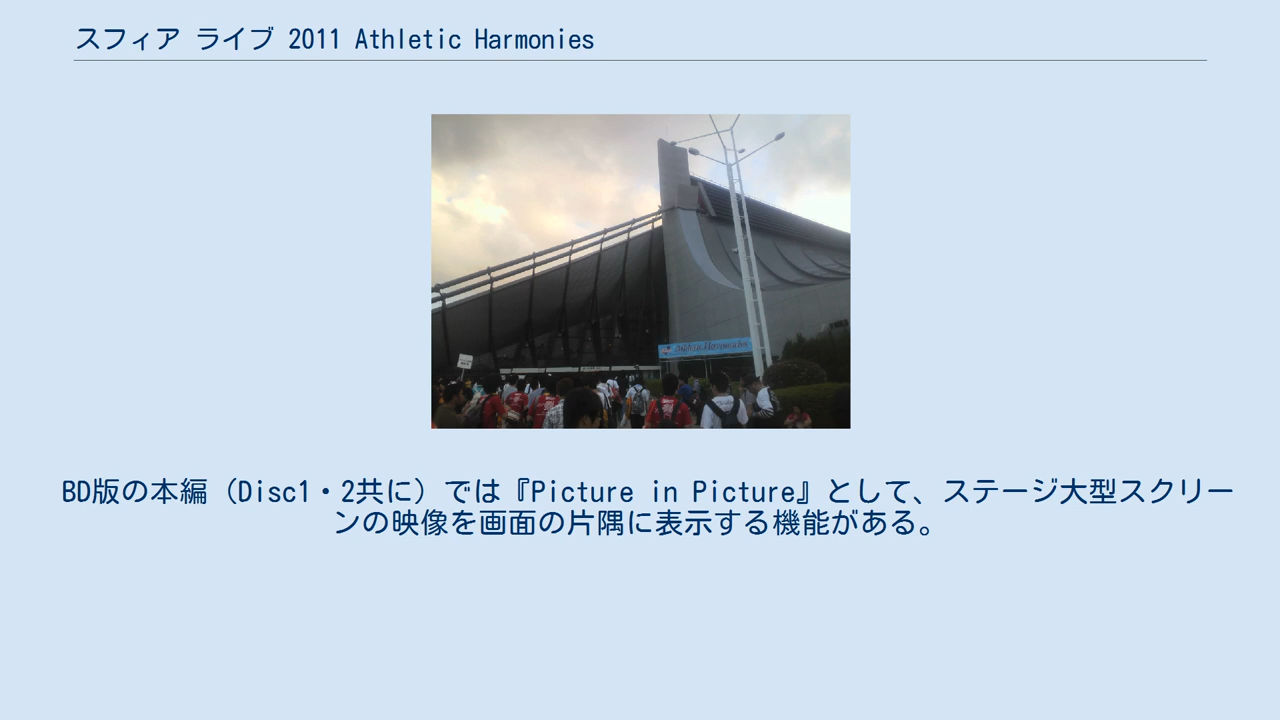 スフィア ライブ 2011 Athletic Harmonies
Athletic Harmonies
BD版の本編（Disc1・2共に）では『Picture in Picture』として、ステージ大型スクリー
ンの映像を画面の片隅に表示する機能がある。